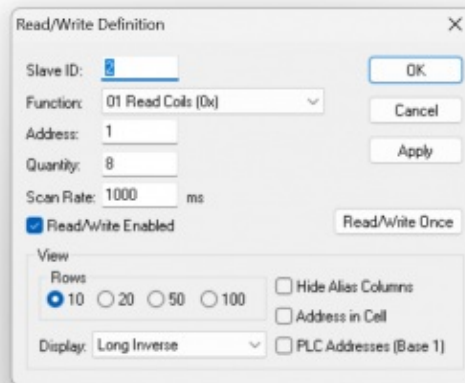 Read/Write Definition
Slave ID: 2
OK
Function: 01 Read Coils (0x)
Cancel
Address: 1
Apply
Quantity: 8
Scan Rate: 1000 ms
Read/Write Enabled
Read/Write Once
View
Rows
10 20 50 100
Hide Alias Columns
Address in Cell
Display: Long Inverse
PLC Addresses (Base 1)